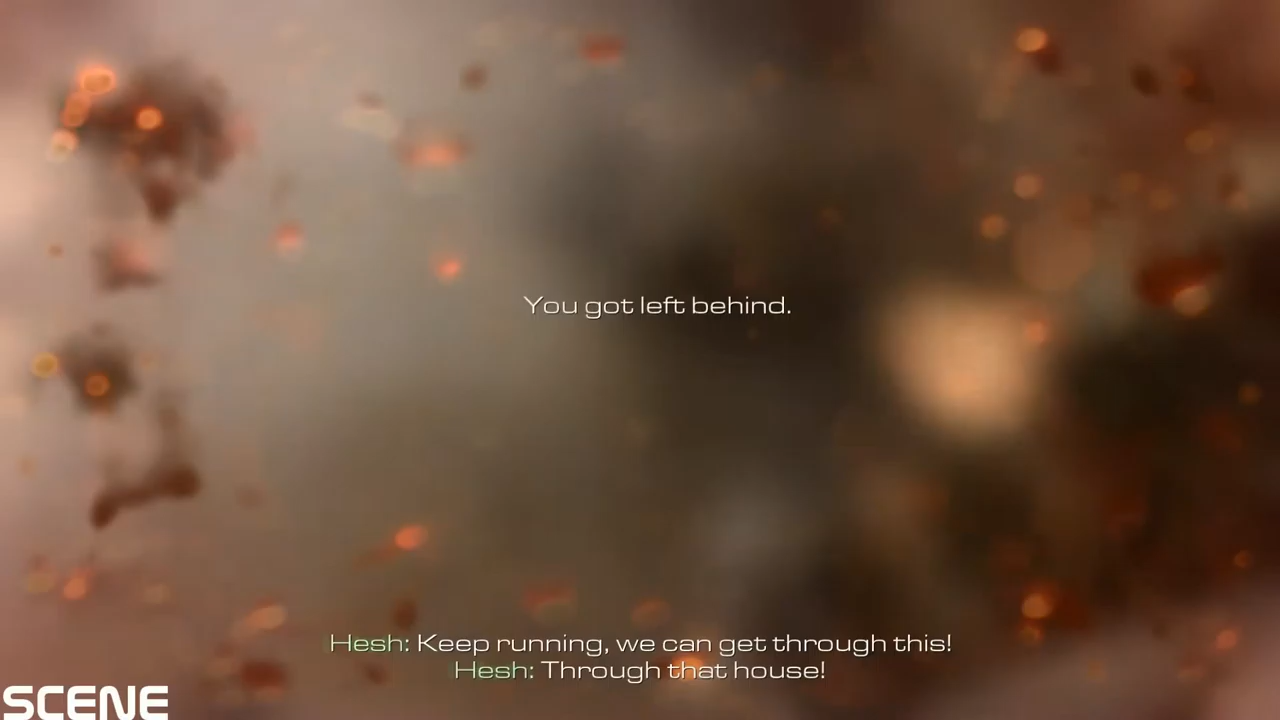 You got left behind.
Hesh: Keep running, we can get through this!
Hesh: Through that house!
SCENE